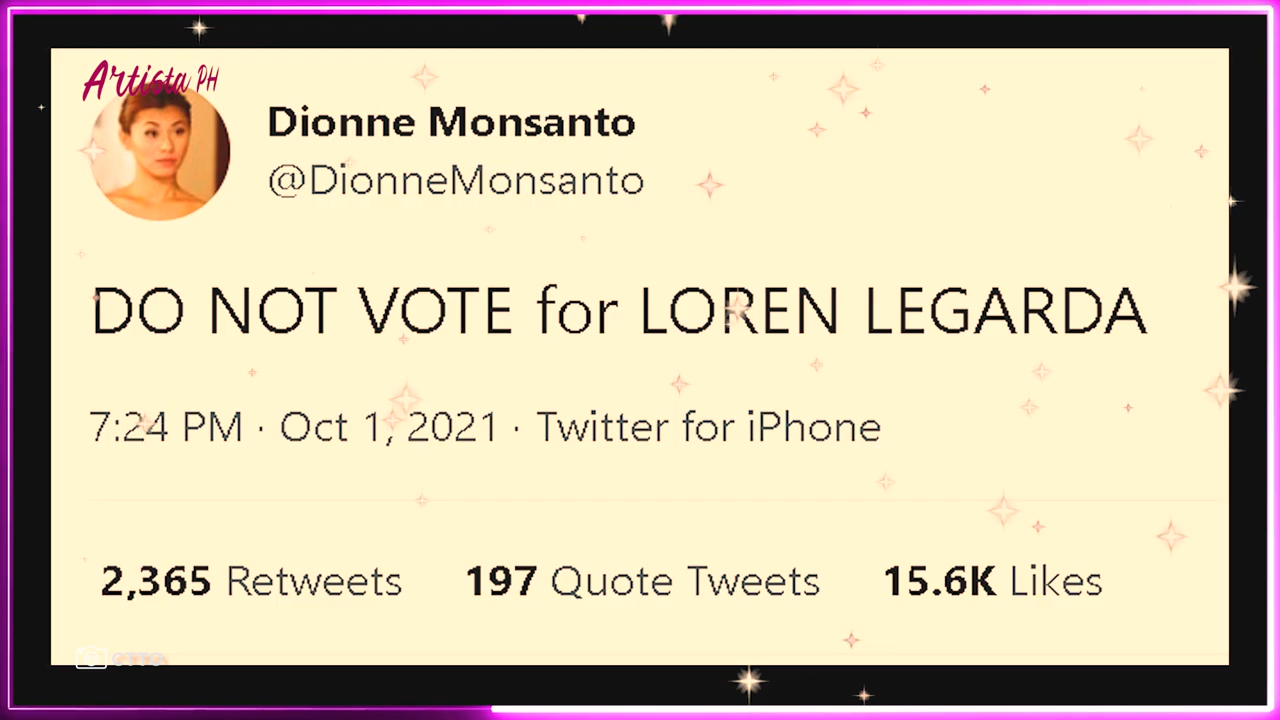 Artista PH
Dionne Monsanto
@DionneMonsanto
DO NOT VOTE for LOREN LEGARDA
7:24 PM · Oct 1, 2021 · Twitter for iPhone
2,365 Retweets 197 Quote Tweets 15.6K Likes
CTTO